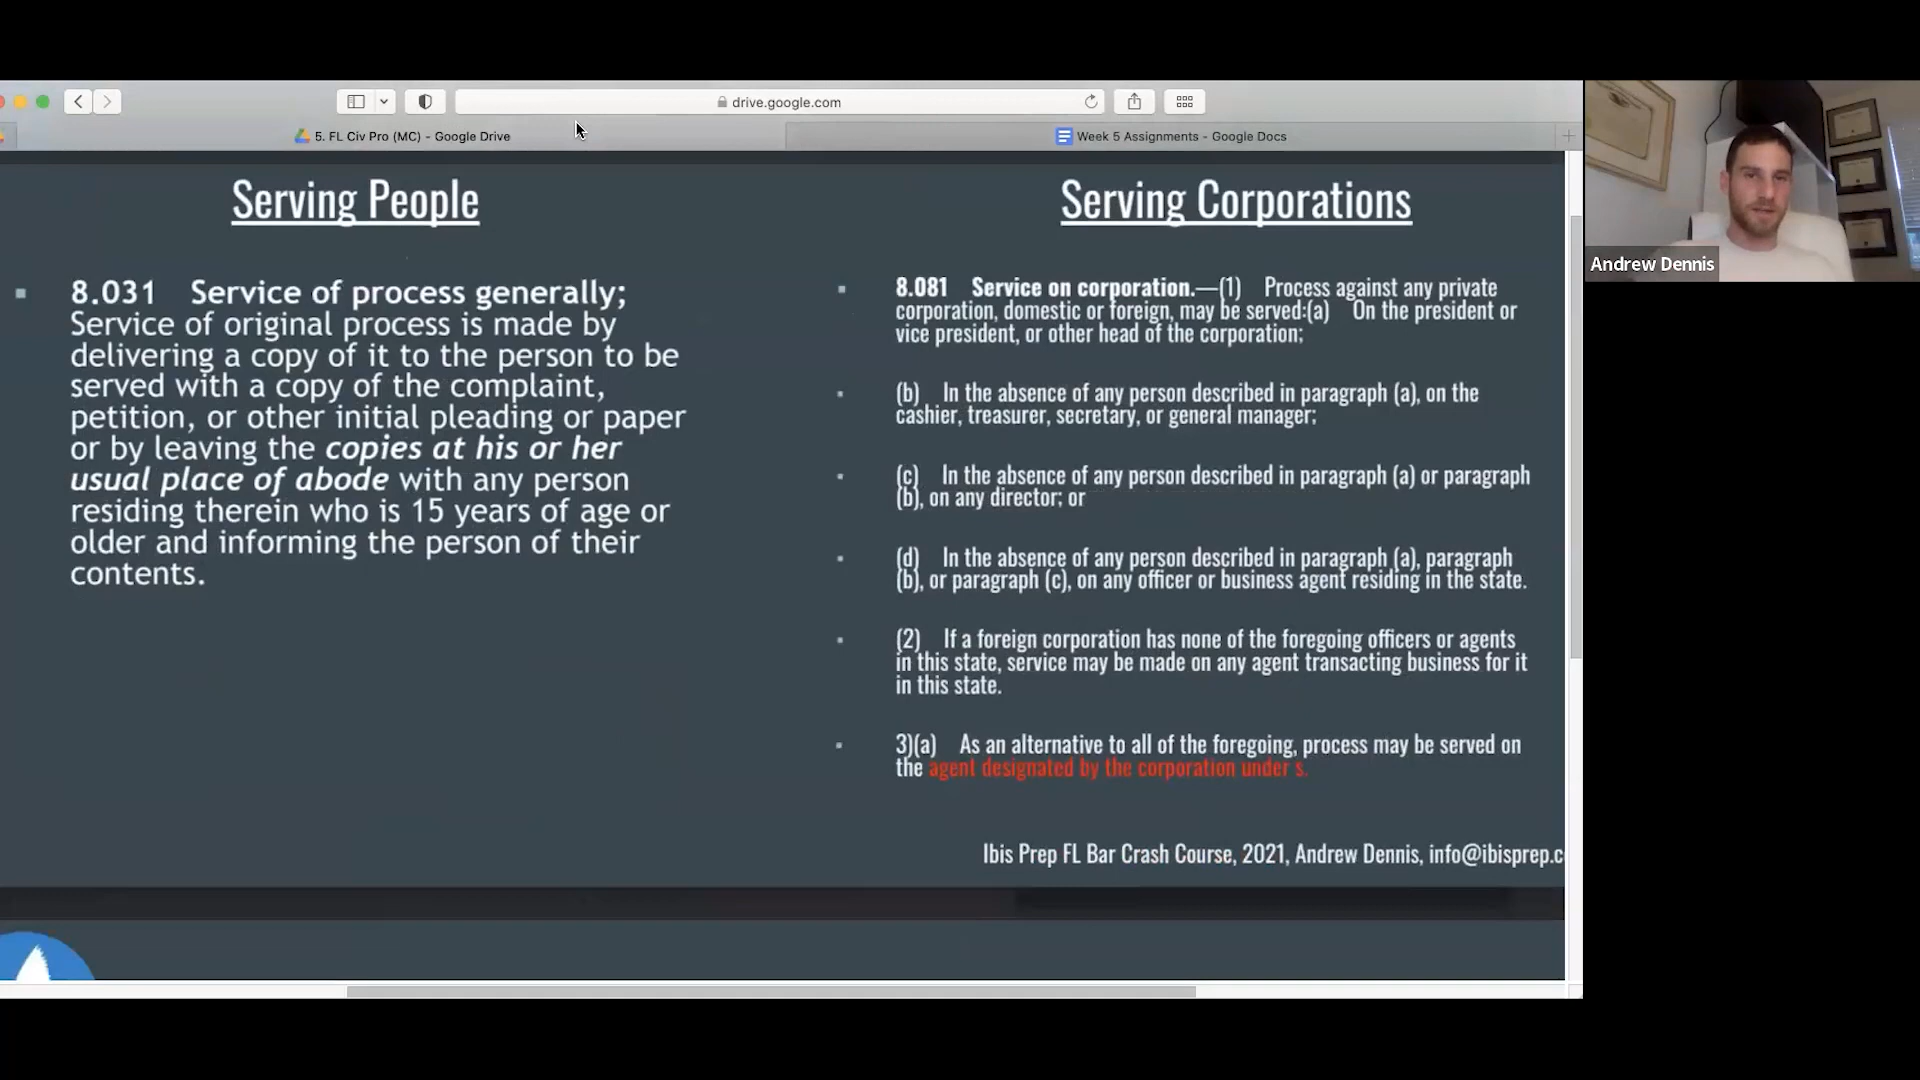 drive.google.com
5. FL Civ Pro (MC) - Google Drive
Week 5 Assignments - Google Docs
Serving People
8.031 Service of process generally;
Service of original process is made by
delivering a copy of it to the person to be
served with a copy of the complaint,
petition, or other initial pleading or paper
or by leaving the copies at his or her
usual place of abode with any person
residing therein who is 15 years of age or
older and informing the person of their
contents.
Serving Corporations
8.081 Service on corporation.—(1) Process against any private
corporation, domestic or foreign, may be served:(a) On the president or
vice president, or other head of the corporation;
(b) In the absence of any person described in paragraph (a), on the
cashier, treasurer, secretary, or general manager;
(c) In the absence of any person described in paragraph (a) or paragraph
(b), on any director; or
(d) In the absence of any person described in paragraph (a), paragraph
(b), or paragraph (c), on any officer or business agent residing in the state.
(2) If a foreign corporation has none of the foregoing officers or agents
in this state, service may be made on any agent transacting business for it
in this state.
3)(a) As an alternative to all of the foregoing, process may be served on
the agent designated by the corporation under s.
Ibis Prep FL Bar Crash Course, 2021, Andrew Dennis, info@ibisprep.c
Andrew Dennis